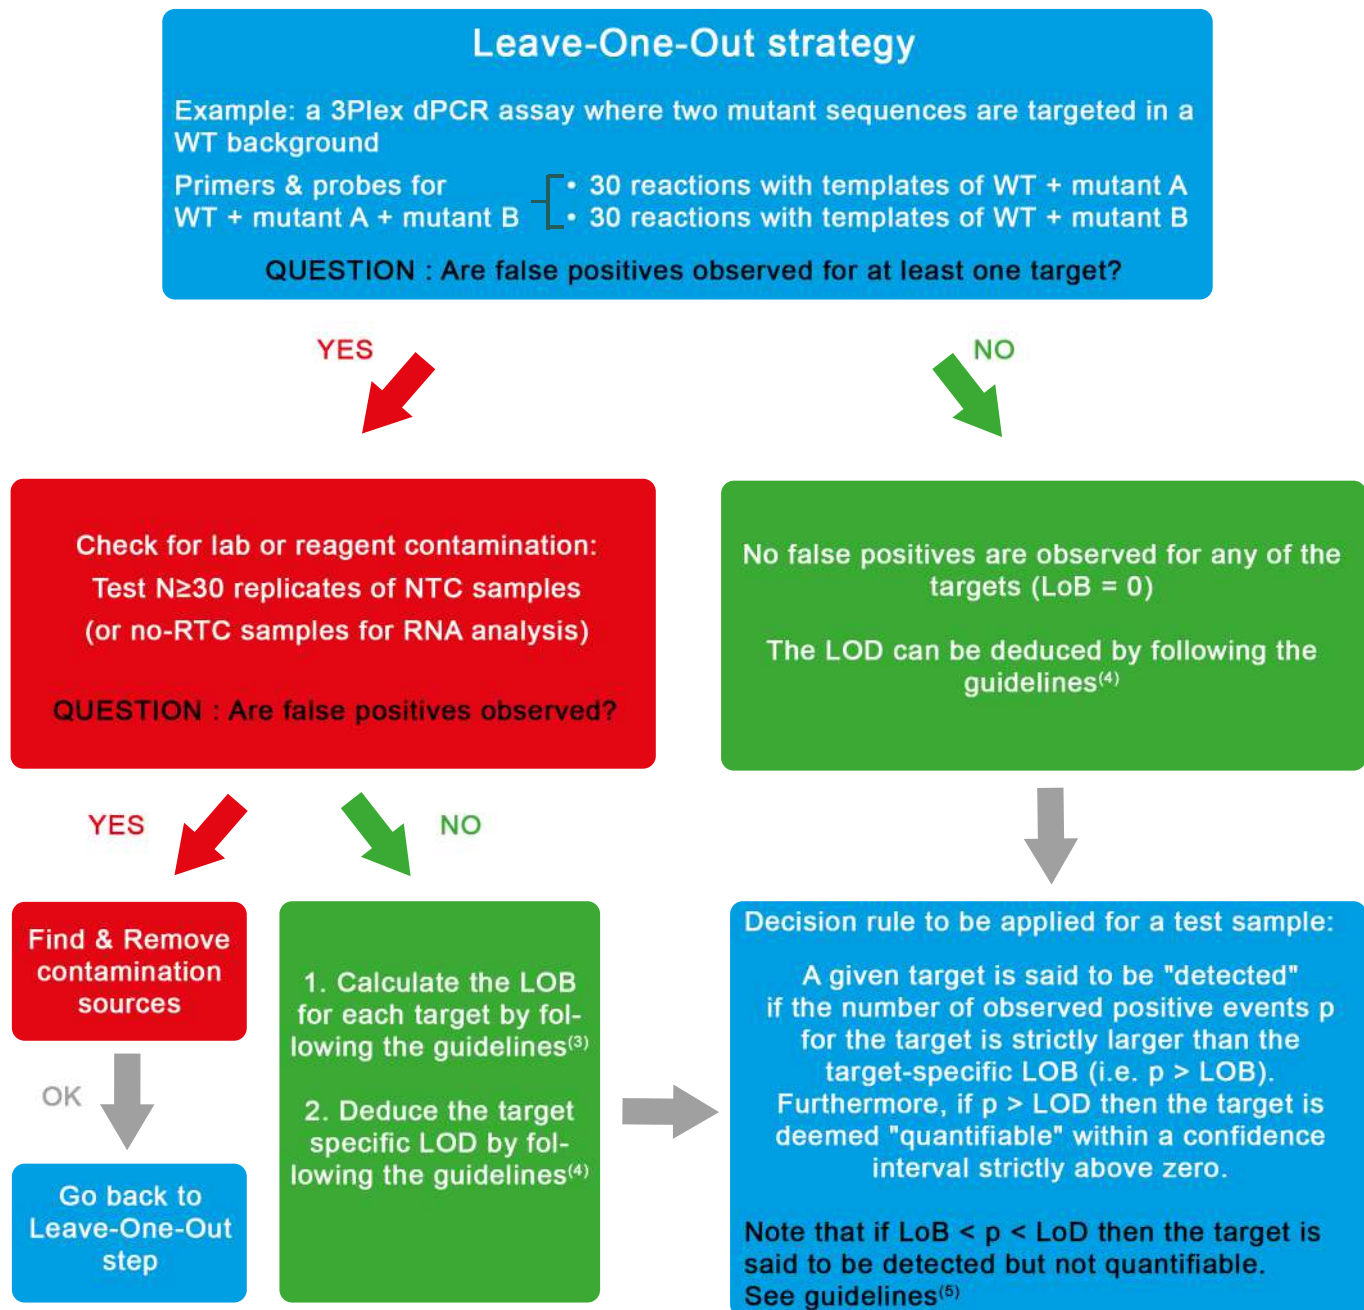 Leave-One-Out strategy
Example: a 3Plex dPCR assay where two mutant sequences are targeted in a
WT background
Primers & probes for
WT + mutant A + mutant B
• 30 reactions with templates of WT + mutant A
• 30 reactions with templates of WT + mutant B
QUESTION : Are false positives observed for at least one target?
YES
NO
Check for lab or reagent contamination:
Test N≥30 replicates of NTC samples
(or no-RTC samples for RNA analysis)
QUESTION : Are false positives observed?
No false positives are observed for any of the
targets (LoB = 0)
The LOD can be deduced by following the
guidelines(4)
YES
NO
Find & Remove
contamination
sources
OK
Go back to
Leave-One-Out
step
1. Calculate the LOB
for each target by fol-
lowing the guidelines(3)
2. Deduce the target
specific LOD by fol-
lowing the guidelines(4)
Decision rule to be applied for a test sample:
A given target is said to be "detected"
if the number of observed positive events p
for the target is strictly larger than the
target-specific LOB (i.e. p > LOB).
Furthermore, if p > LOD then the target is
deemed "quantifiable" within a confidence
interval strictly above zero.
Note that if LoB < p < LoD then the target is
said to be detected but not quantifiable.
See guidelines(5)